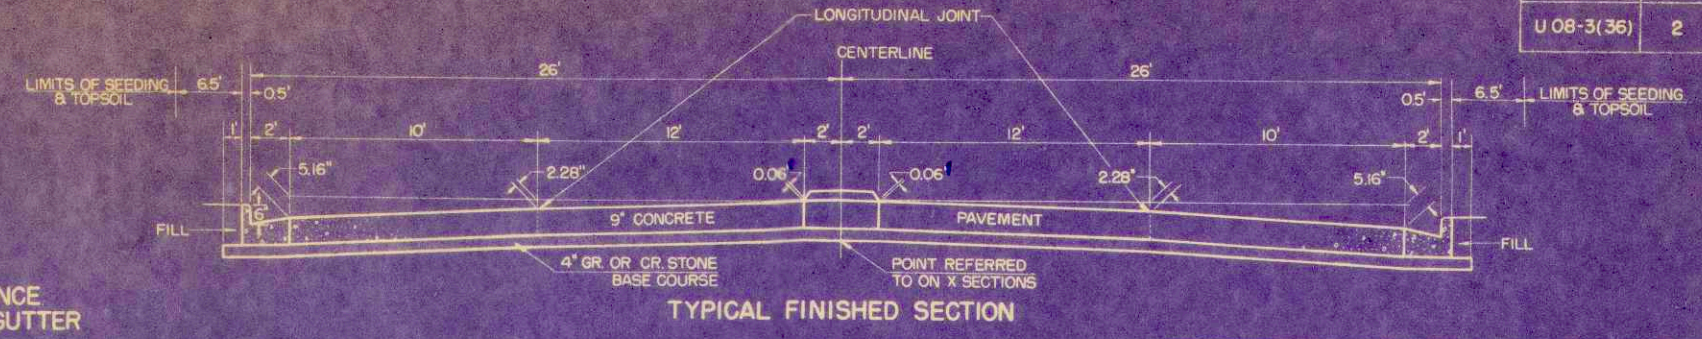 LONGITUDINAL JOINT
U 08-3(36) 2
CENTERLINE
26' 26'
LIMITS OF SEEDING
& TOPSOIL
6.5'
0.5'
0.5'
6.5'
LIMITS OF SEEDING
& TOPSOIL
1' 2' 10' 12' 2' 2' 12' 10' 2' 1'
5.16" 2.28" 0.06' 0.06' 2.28" 5.16"
6"
FILL
9" CONCRETE PAVEMENT
FILL
4" GR. OR CR. STONE
BASE COURSE
POINT REFERRED
TO ON X SECTIONS
NCE
GUTTER
TYPICAL FINISHED SECTION